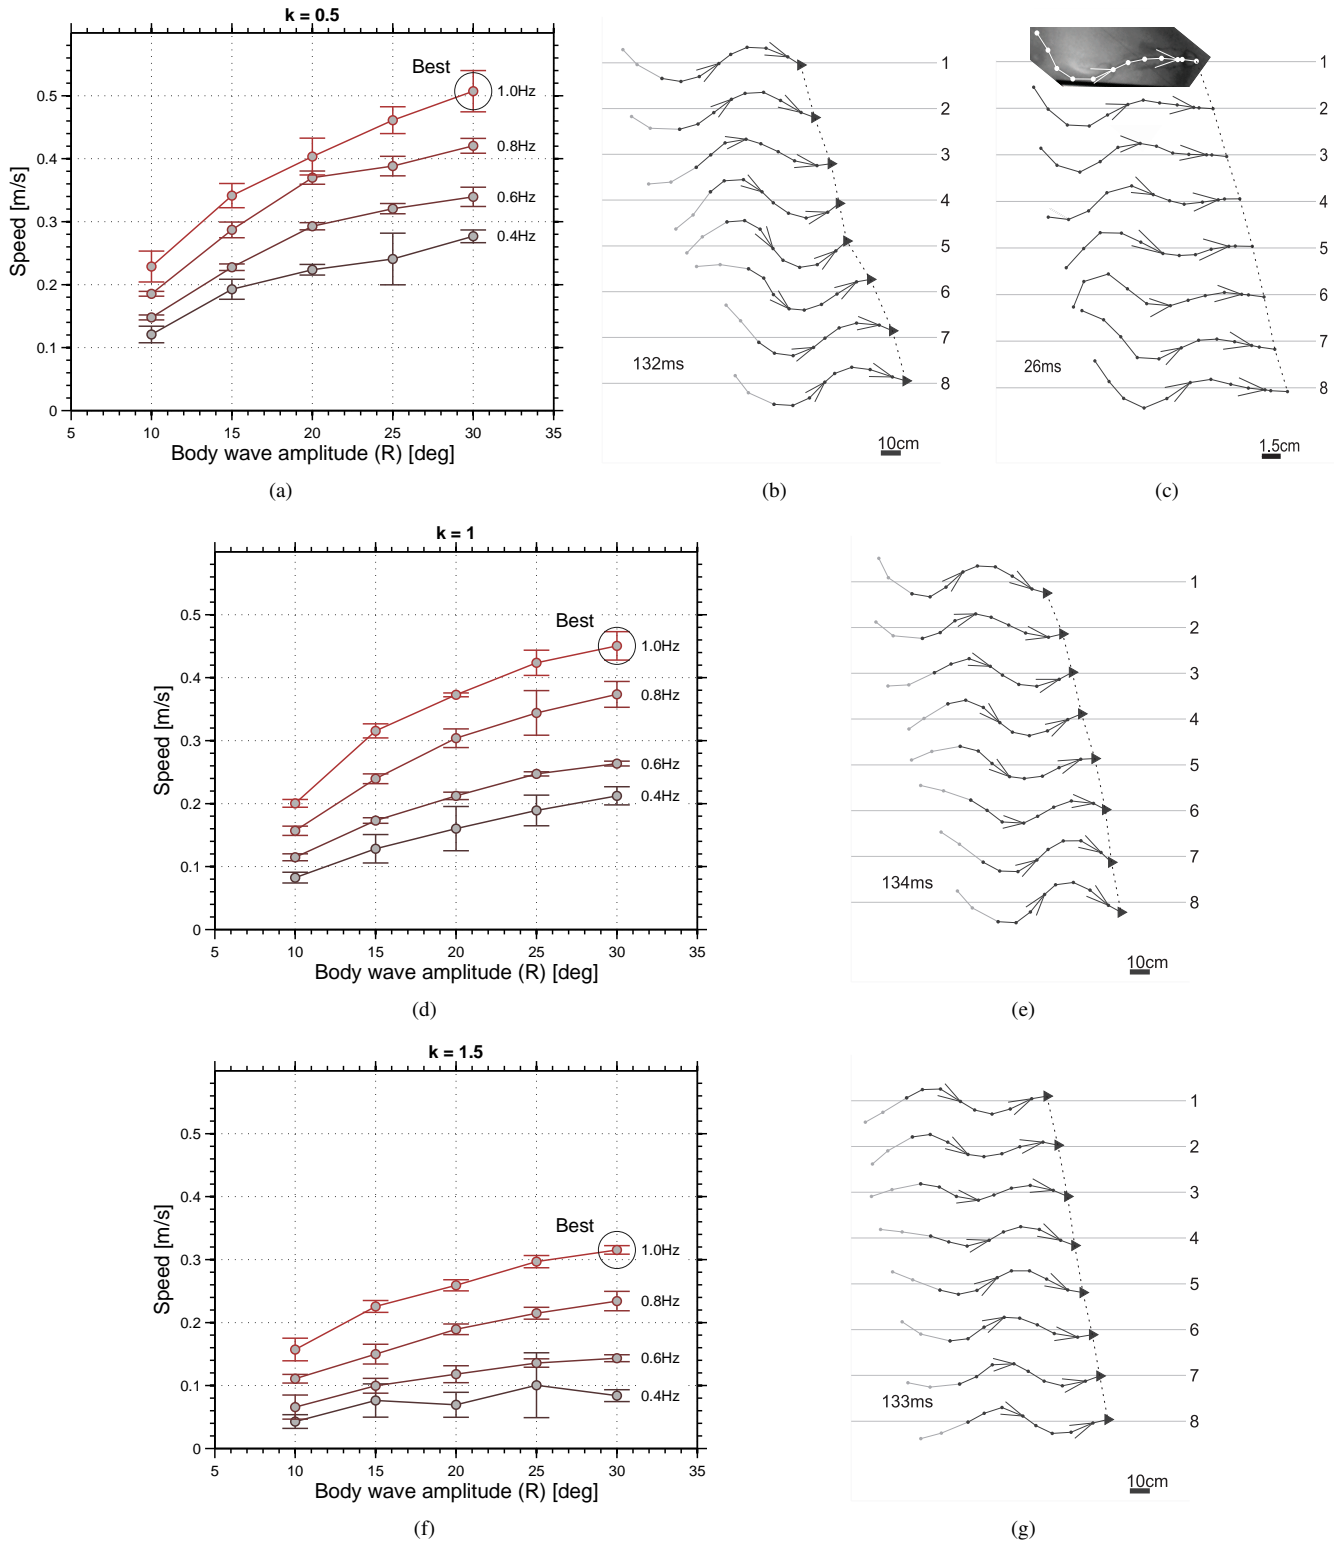 k = 0.5
Speed [m/s]
0.5
0.4
0.3
0.2
0.1
0
5
10
15
20
25
30
35
Body wave amplitude (R) [deg]
Best
1.0Hz
0.8Hz
0.6Hz
0.4Hz
(a)
1
2
3
4
5
6
7
8
132ms
10cm
(b)
1
2
3
4
5
6
7
8
26ms
1.5cm
(c)
k = 1
Speed [m/s]
0.5
0.4
0.3
0.2
0.1
0
5
10
15
20
25
30
35
Body wave amplitude (R) [deg]
Best
1.0Hz
0.8Hz
0.6Hz
0.4Hz
(d)
1
2
3
4
5
6
7
8
134ms
10cm
(e)
k = 1.5
Speed [m/s]
0.5
0.4
0.3
0.2
0.1
0
5
10
15
20
25
30
35
Body wave amplitude (R) [deg]
Best
1.0Hz
0.8Hz
0.6Hz
0.4Hz
(f)
1
2
3
4
5
6
7
8
133ms
10cm
(g)